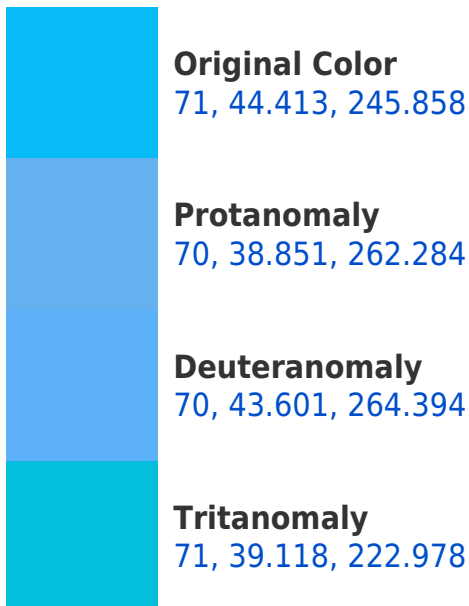 Original Color
71, 44.413, 245.858
Protanomaly
70, 38.851, 262.284
Deuteranomaly
70, 43.601, 264.394
Tritanomaly
71, 39.118, 222.978